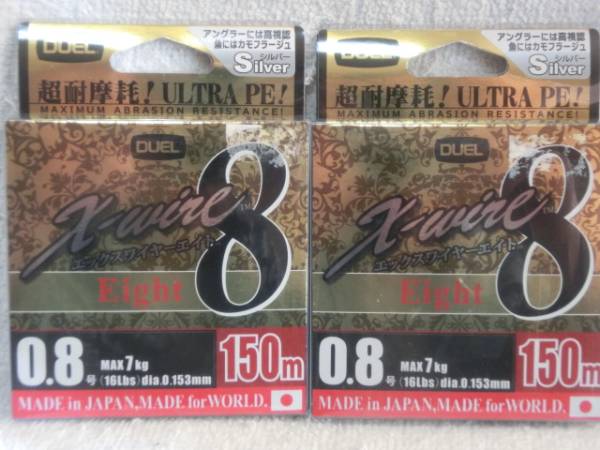 DUEL
アングラーには高視認
魚にはカモフラージュ
シルバー
Silver
超耐摩耗! ULTRA PE!
MAXIMUM ABRASION RESISTANCE!
DUEL
X-wire 8
TM
エックスワイヤーエイト
Eight
0.8号
MAX 7kg
(16Lbs) dia.0.153mm
150m
MADE in JAPAN,MADE for WORLD.
DUEL
アングラーには高視認
魚にはカモフラージュ
シルバー
Silver
超耐摩耗! ULTRA PE!
MAXIMUM ABRASION RESISTANCE!
DUEL
X-wire 8
TM
エックスワイヤーエイト
Eight
0.8号
MAX 7kg
(16Lbs) dia.0.153mm
150m
MADE in JAPAN,MADE for WORLD.